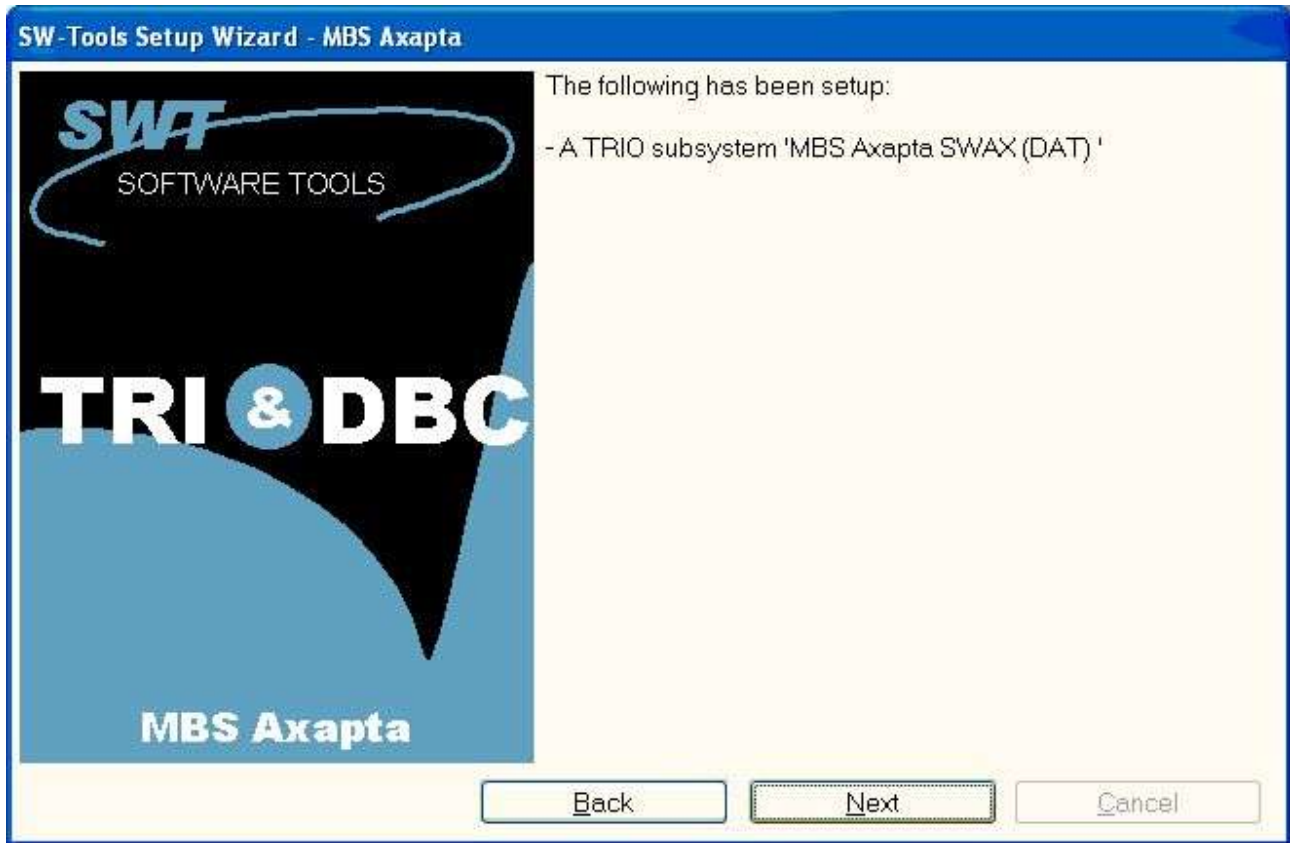 SW-Tools Setup Wizard - MBS Axapta
SWT
SOFTWARE TOOLS
TRI & DBC
MBS Axapta
The following has been setup:
- A TRIO subsystem 'MBS Axapta SWAX (DAT) '
Back
Next
Cancel